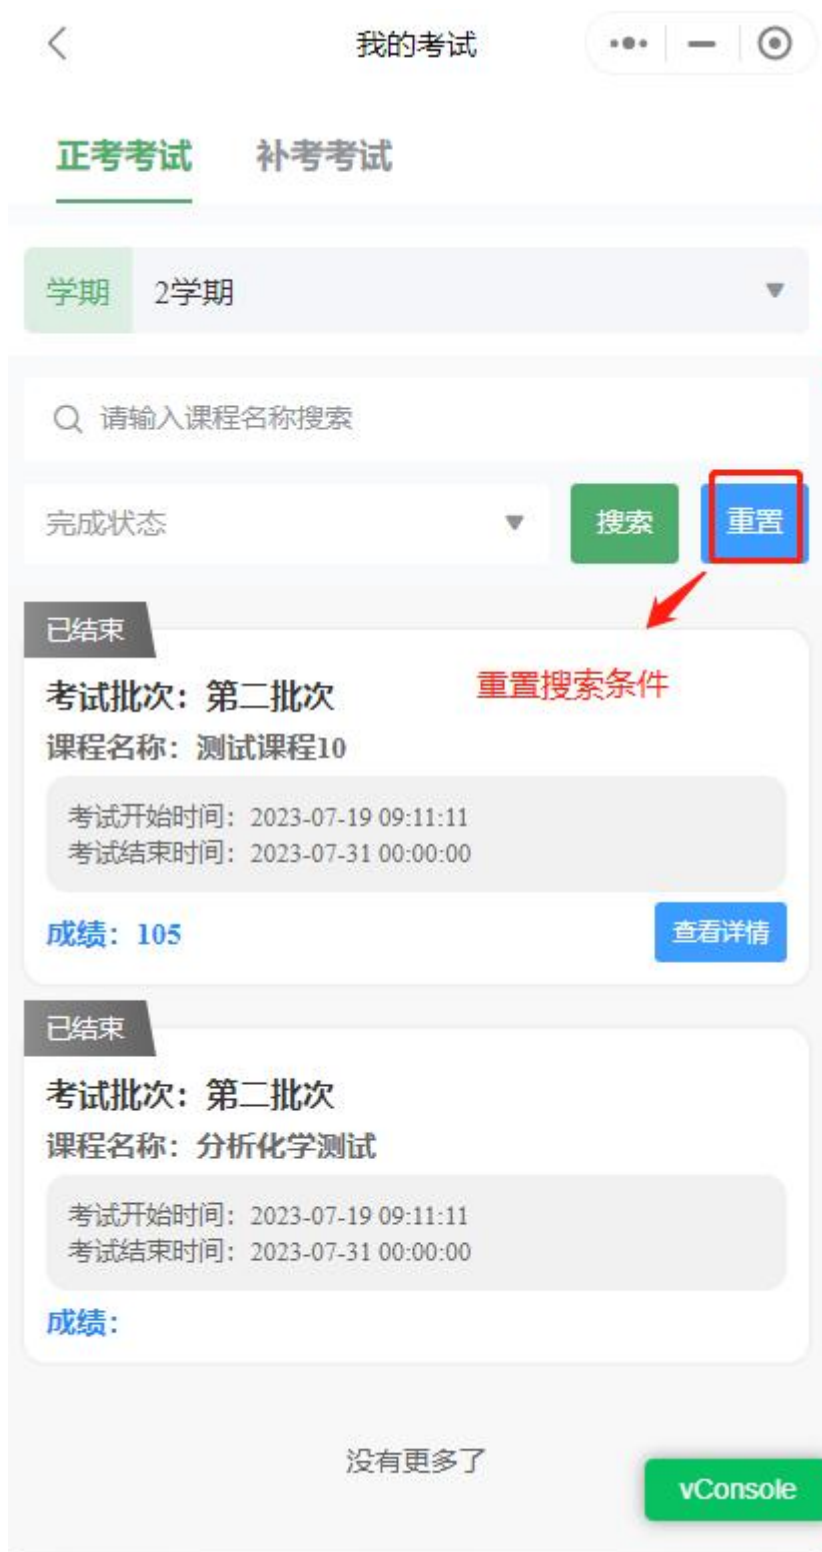 我的考试
正考考试 补考考试
学期 2学期
请输入课程名称搜索
完成状态 搜索 重置
已结束
重置搜索条件
考试批次：第二批次
课程名称：测试课程10
考试开始时间：2023-07-19 09:11:11
考试结束时间：2023-07-31 00:00:00
成绩：105 查看详情
已结束
考试批次：第二批次
课程名称：分析化学测试
考试开始时间：2023-07-19 09:11:11
考试结束时间：2023-07-31 00:00:00
成绩：
没有更多了
vConsole